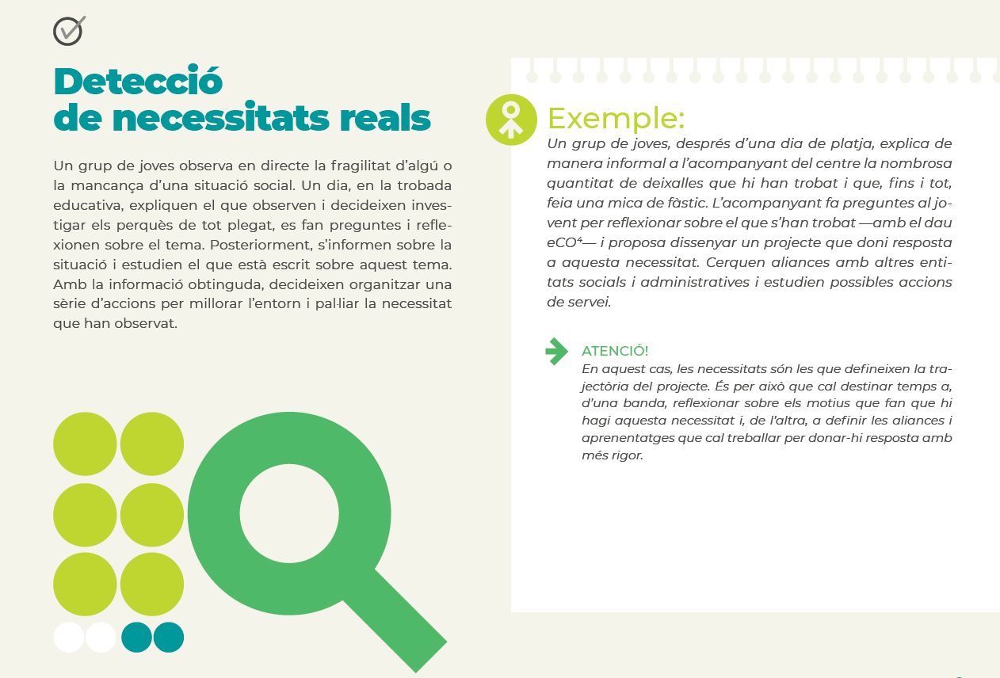 Detecció
de necessitats reals
Un grup de joves observa en directe la fragilitat d’algú o
la mancança d’una situació social. Un dia, en la trobada
educativa, expliquen el que observen i decideixen inves-
tigar els perquès de tot plegat, es fan preguntes i refle-
xionen sobre el tema. Posteriorment, s’informen sobre la
situació i estudien el que està escrit sobre aquest tema.
Amb la informació obtinguda, decideixen organitzar una
sèrie d’accions per millorar l’entorn i pal·liar la necessitat
que han observat.
Exemple:
Un grup de joves, després d’una dia de platja, explica de
manera informal a l’acompanyant del centre la nombrosa
quantitat de deixalles que hi han trobat i que, fins i tot,
feia una mica de fàstic. L’acompanyant fa preguntes al jo-
vent per reflexionar sobre el que s’han trobat —amb el dau
eCO⁴— i proposa dissenyar un projecte que doni resposta
a aquesta necessitat. Cerquen aliances amb altres enti-
tats socials i administratives i estudien possibles accions
de servei.
ATENCIÓ!
En aquest cas, les necessitats són les que defineixen la tra-
jectòria del projecte. És per això que cal destinar temps a,
d’una banda, reflexionar sobre els motius que fan que hi
hagi aquesta necessitat i, de l’altra, a definir les aliances i
aprenentatges que cal treballar per donar-hi resposta amb
més rigor.